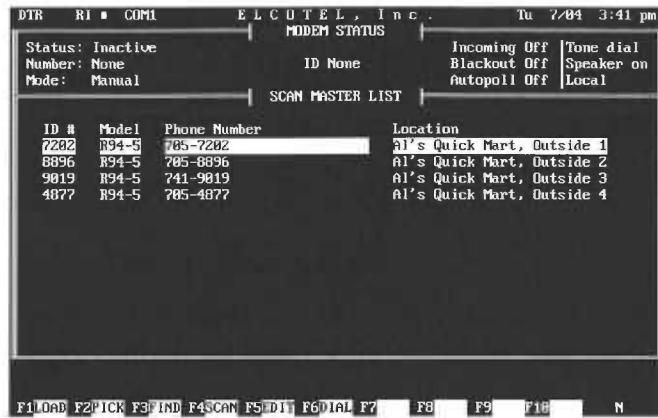 DTR RI ■ COM1 E L C O T E L , I n c . Tu 7/04 3:41 pm
MODEM STATUS
Status: Inactive Incoming Off Tone dial
Number: None ID None Blackout Off Speaker on
Mode: Manual Autopoll Off Local
SCAN MASTER LIST
ID # Model Phone Number Location
7202 R94-5 705-7202 Al's Quick Mart, Outside 1
8896 R94-5 705-8896 Al's Quick Mart, Outside 2
9019 R94-5 741-9019 Al's Quick Mart, Outside 3
4877 R94-5 705-4877 Al's Quick Mart, Outside 4
F1LOAD F2PICK F3FIND F4SCAN F5EDIT F6DIAL F7 F8 F9 F10 N